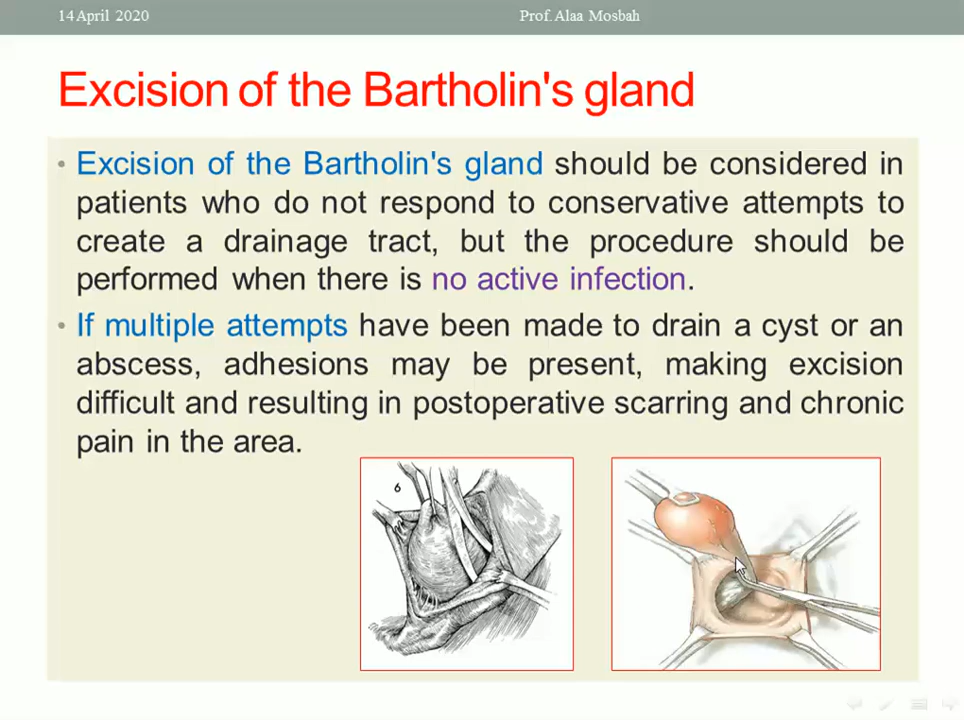 14 April 2020
Prof. Alaa Mosbah
Excision of the Bartholin's gland
• Excision of the Bartholin's gland should be considered in
patients who do not respond to conservative attempts to
create a drainage tract, but the procedure should be
performed when there is no active infection.
• If multiple attempts have been made to drain a cyst or an
abscess, adhesions may be present, making excision
difficult and resulting in postoperative scarring and chronic
pain in the area.
6